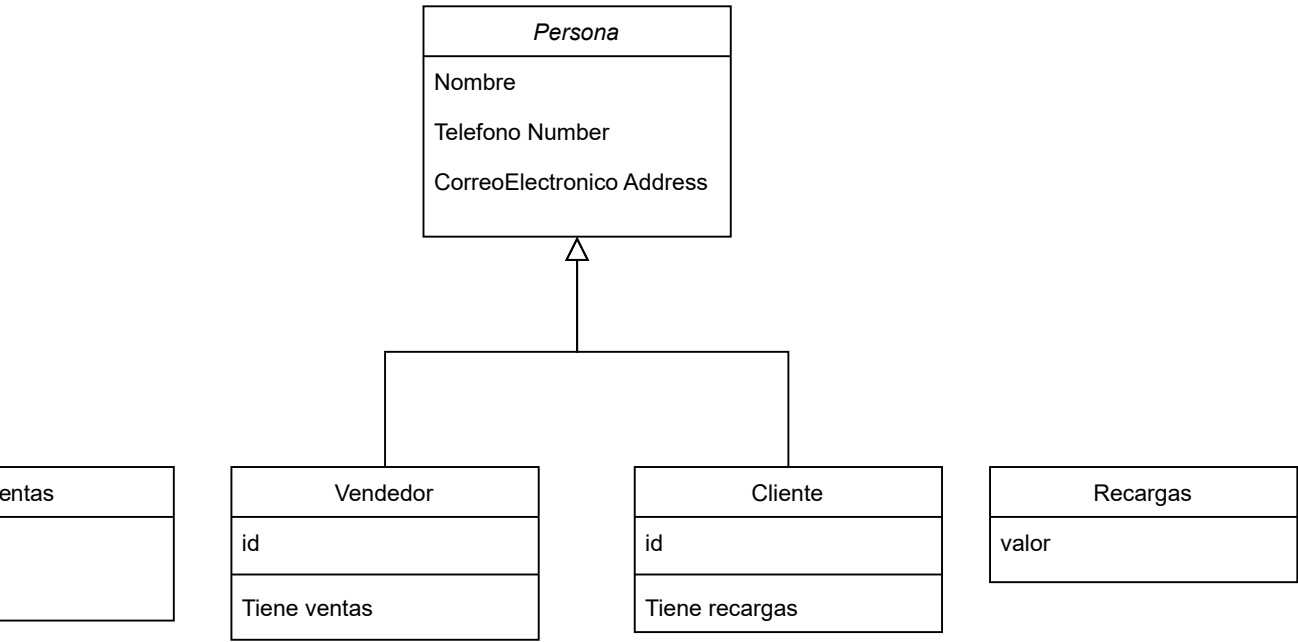 Persona
Nombre
Telefono Number
CorreoElectronico Address
entas
Vendedor
id
Tiene ventas
Cliente
id
Tiene recargas
Recargas
valor